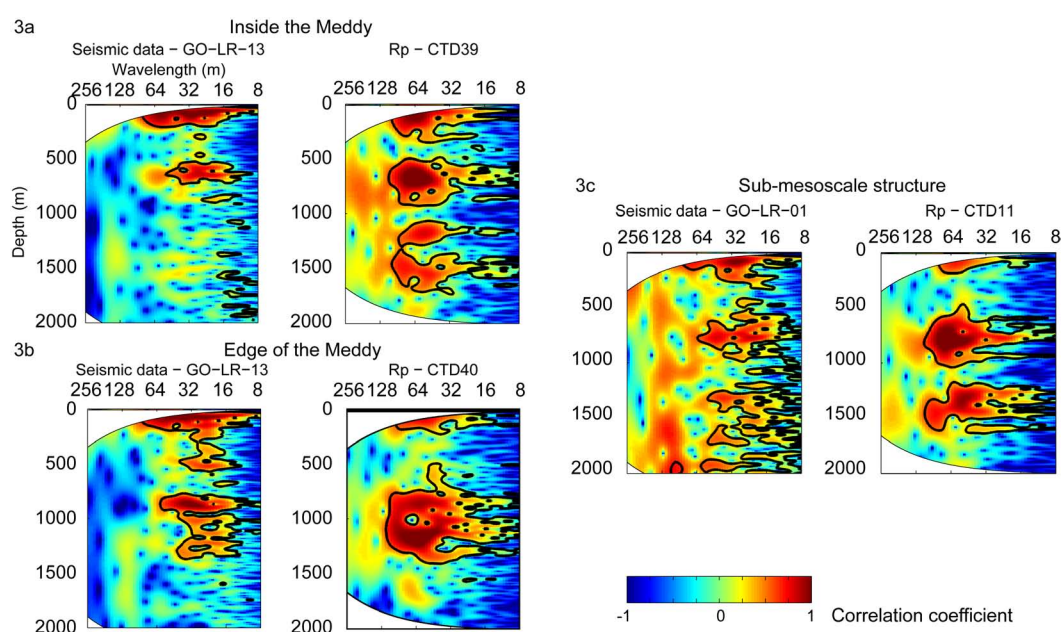 3a Inside the Meddy
Seismic data − GO−LR−13 Rp − CTD39
Wavelength (m)
256 128 64 32 16 8 256 128 64 32 16 8
0 0
500 500
Depth (m)
1000 1000
1500 1500
2000 2000
3b Edge of the Meddy
Seismic data − GO−LR−13 Rp − CTD40
256 128 64 32 16 8 256 128 64 32 16 8
0 0
500 500
1000 1000
1500 1500
2000 2000
3c Sub-mesoscale structure
Seismic data − GO−LR−01 Rp − CTD11
256 128 64 32 16 8 256 128 64 32 16 8
0 0
500 500
1000 1000
1500 1500
2000 2000
-1 0 1 Correlation coefficient